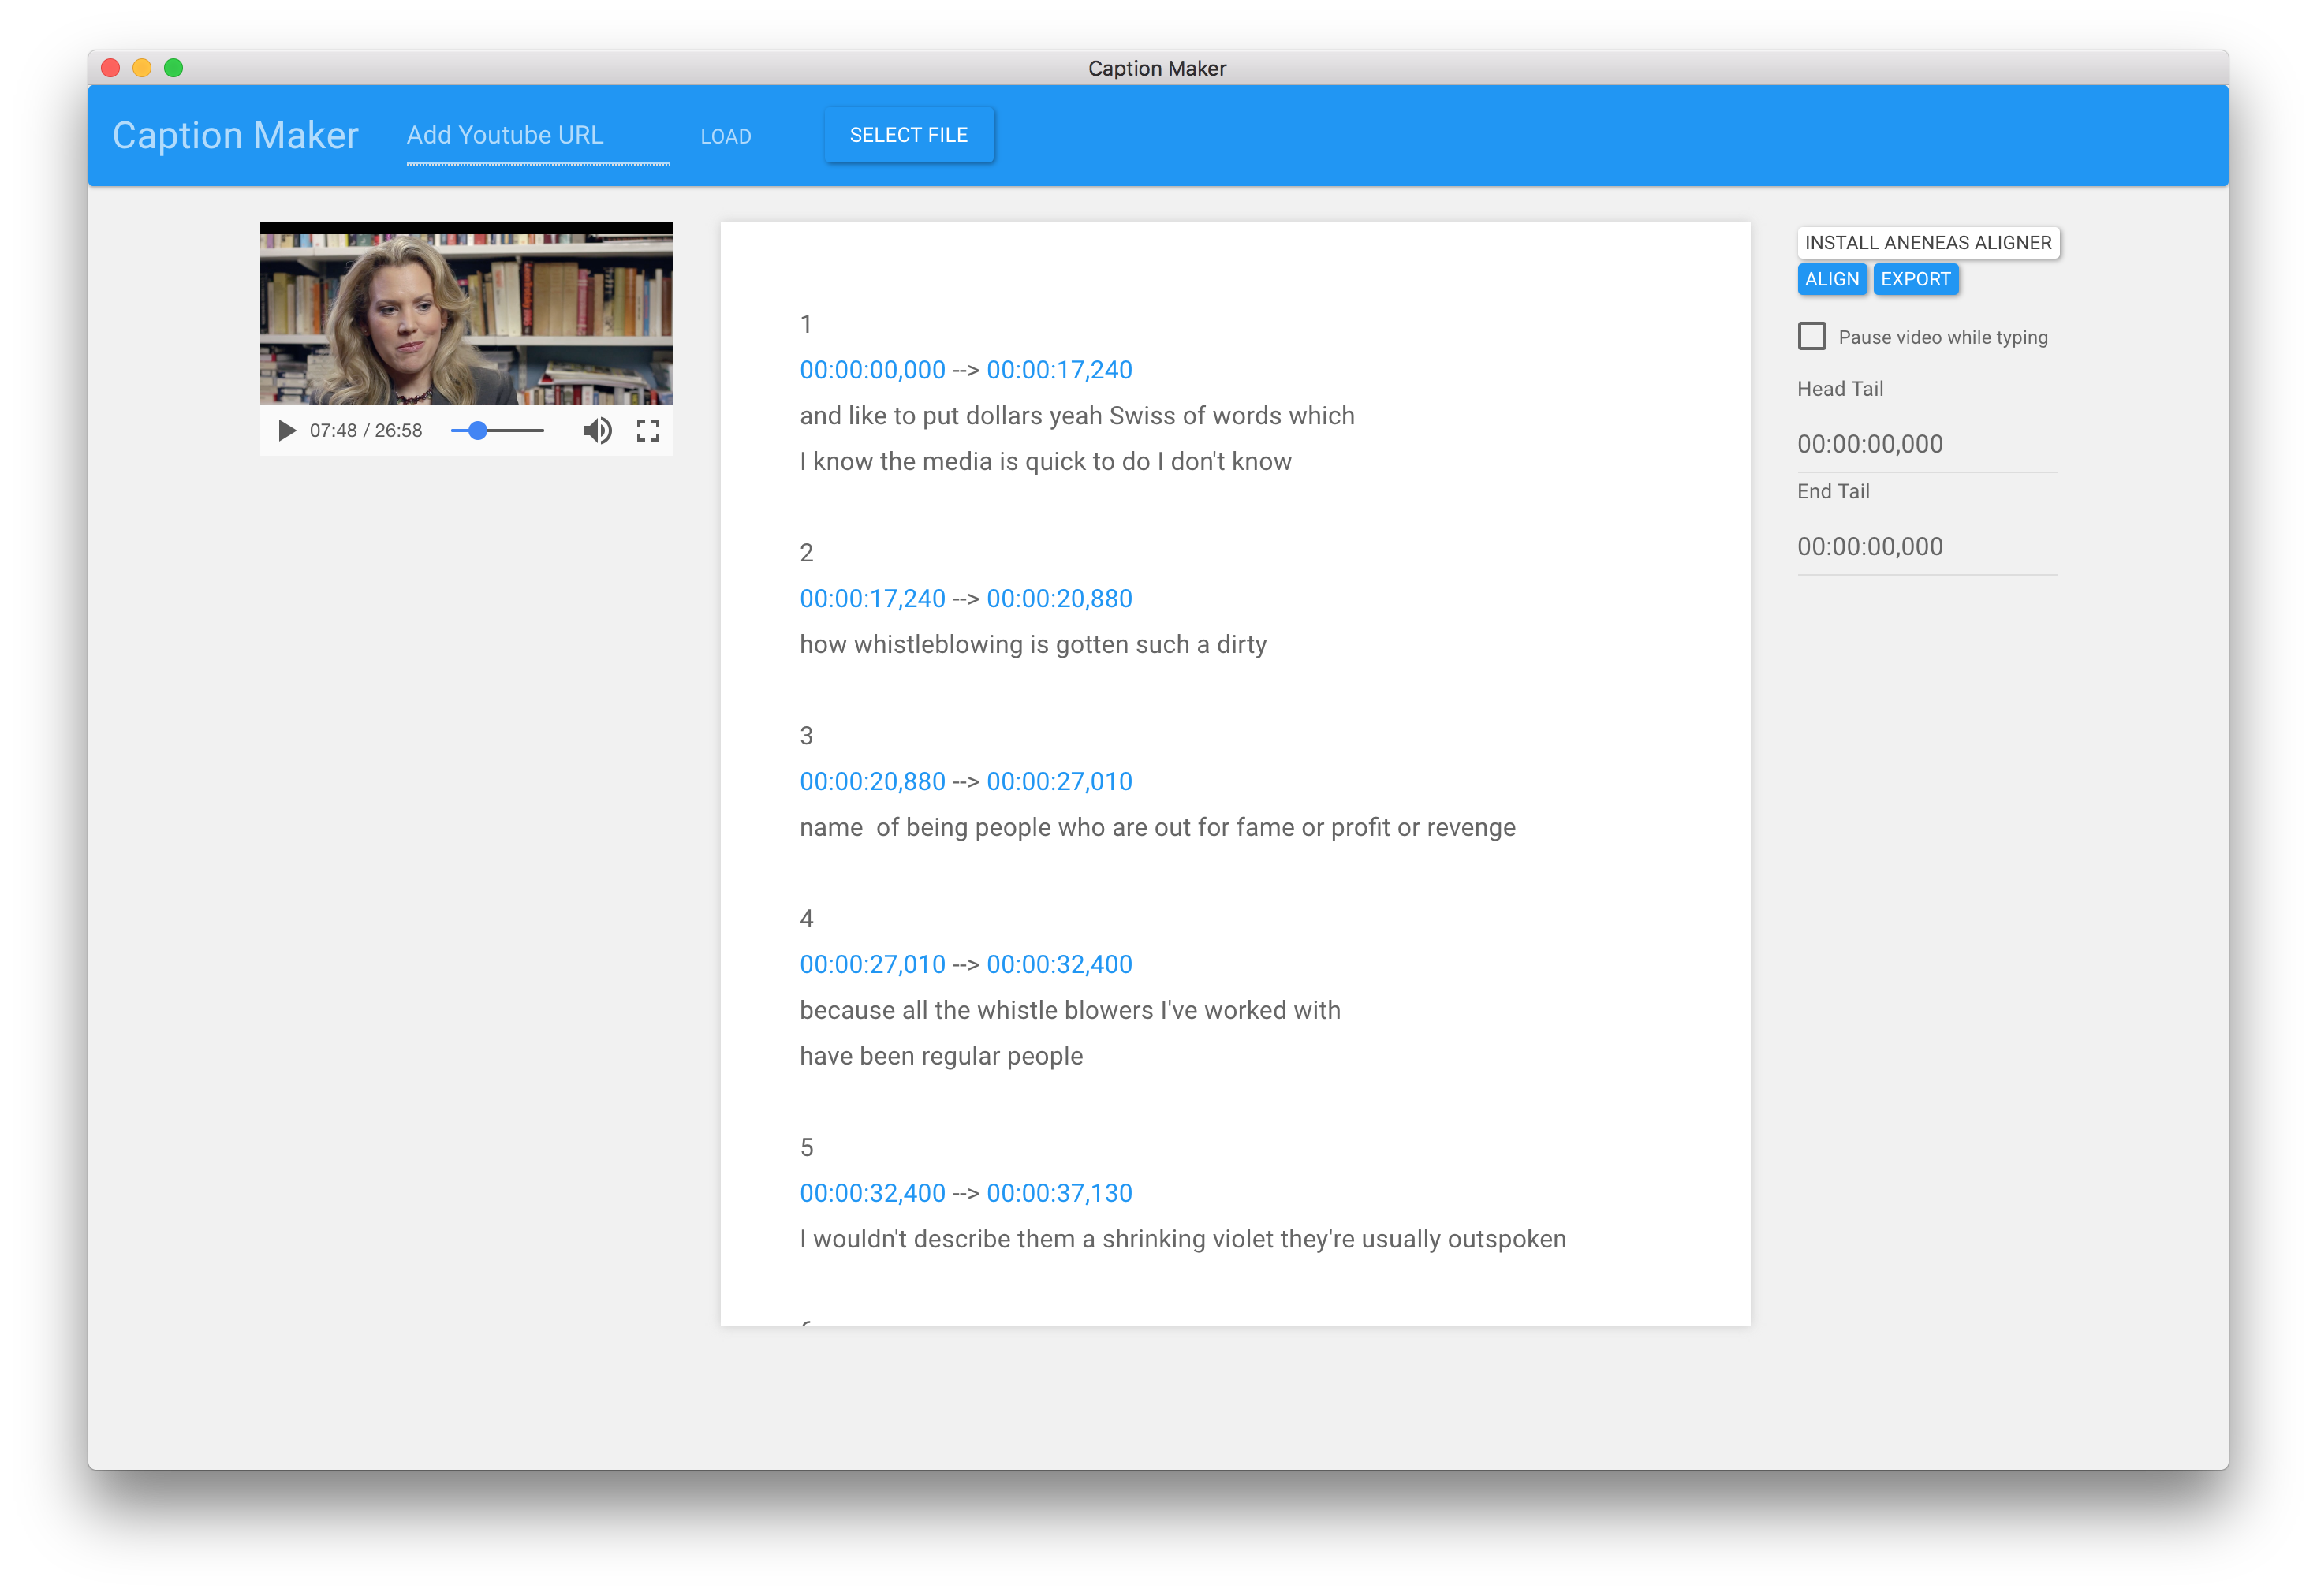 Caption Maker
Caption Maker
Add Youtube URL
LOAD
SELECT FILE
07:48 / 26:58
1
00:00:00,000 --> 00:00:17,240
and like to put dollars yeah Swiss of words which
I know the media is quick to do I don't know
2
00:00:17,240 --> 00:00:20,880
how whistleblowing is gotten such a dirty
3
00:00:20,880 --> 00:00:27,010
name  of being people who are out for fame or profit or revenge
4
00:00:27,010 --> 00:00:32,400
because all the whistle blowers I've worked with
have been regular people
5
00:00:32,400 --> 00:00:37,130
I wouldn't describe them a shrinking violet they're usually outspoken
INSTALL ANENEAS ALIGNER
ALIGN
EXPORT
Pause video while typing
Head Tail
00:00:00,000
End Tail
00:00:00,000